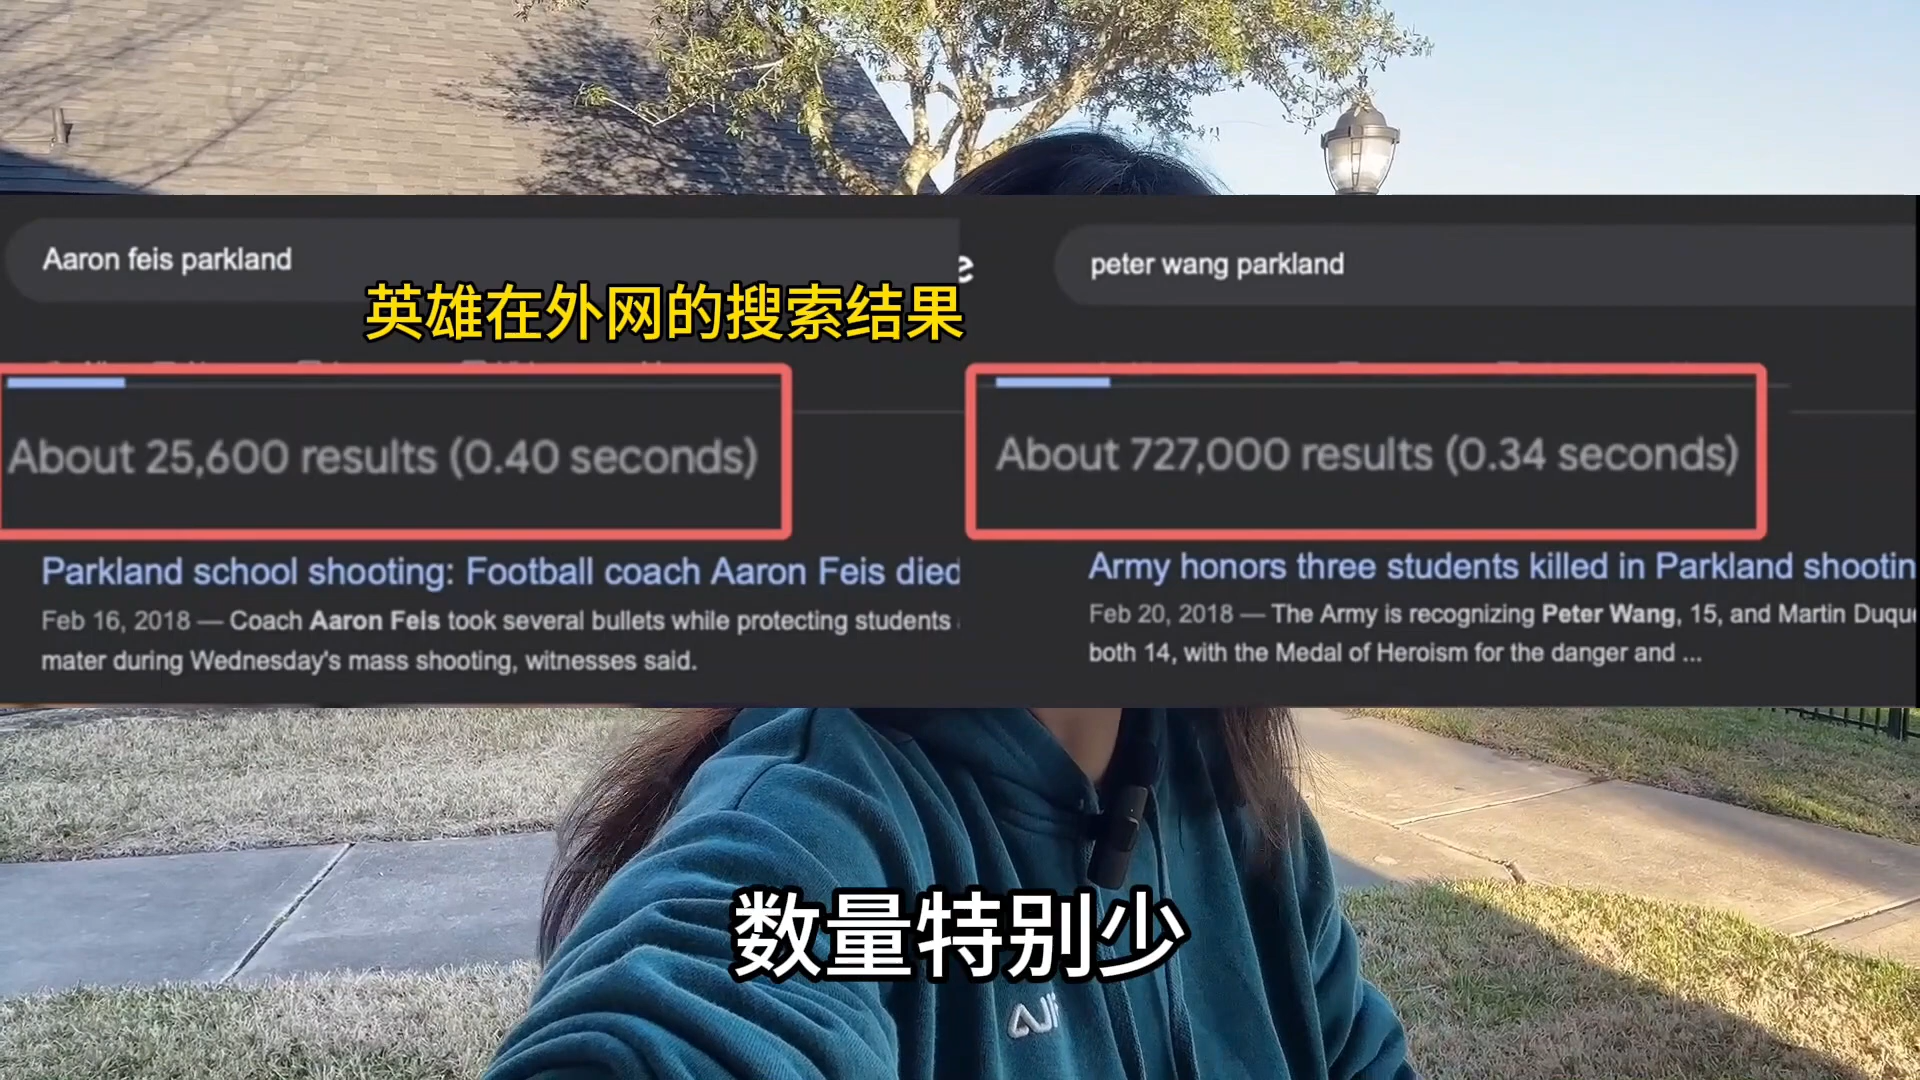 Aaron feis parkland
英雄在外网的搜索结果
About 25,600 results (0.40 seconds)
Parkland school shooting: Football coach Aaron Feis died
Feb 16, 2018 — Coach Aaron Feis took several bullets while protecting students
mater during Wednesday's mass shooting, witnesses said.
peter wang parkland
About 727,000 results (0.34 seconds)
Army honors three students killed in Parkland shootin
Feb 20, 2018 — The Army is recognizing Peter Wang, 15, and Martin Duque
both 14, with the Medal of Heroism for the danger and ...
数量特别少